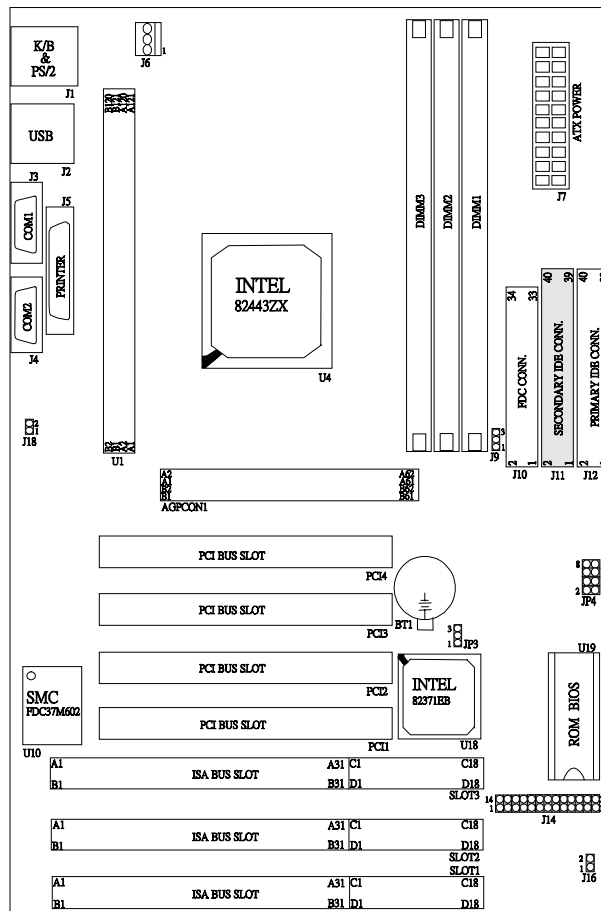 K/B
&
PS/2
J1
J6
1
USB
J2
J3
COM1
J5
PRINTER
COM2
J4
J18
2
1
B120
B121
A120
A121
B2
B1
A2
A1
U1
INTEL
82443ZX
U4
DIMM3
DIMM2
DIMM1
ATX POWER
J7
3
1
J9
34
33
FDC CONN.
2
1
J10
40
39
SECONDARY IDE CONN.
2
1
J11
40
PRIMARY IDE CONN.
2
1
J12
A2
A1
B2
B1
A62
A61
B62
B61
AGPCON1
PCI BUS SLOT
PCI4
PCI BUS SLOT
PCI3
PCI BUS SLOT
PCI2
PCI BUS SLOT
PCI1
BT1
3
1
JP3
8
2
JP4
SMC
FDC37M602
U10
INTEL
82371EB
U18
U19
ROM BIOS
A1
B1
ISA BUS SLOT
A31
B31
C1
D1
C18
D18
SLOT3
14
1
J14
A1
B1
ISA BUS SLOT
A31
B31
C1
D1
C18
D18
SLOT2
SLOT1
2
1
J16
A1
B1
ISA BUS SLOT
A31
B31
C1
D1
C18
D18